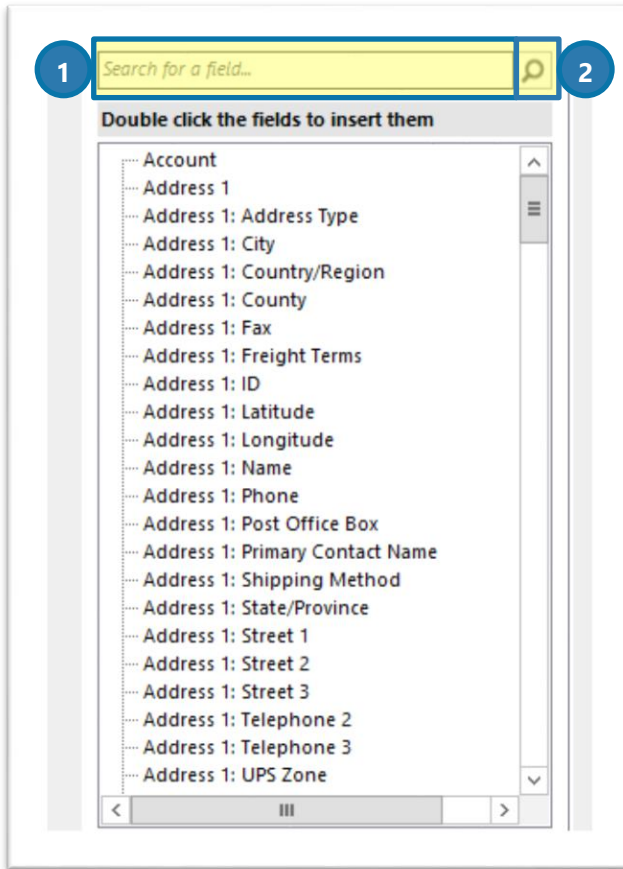 1 Search for a field... 2
Double click the fields to insert them
Account
Address 1
Address 1: Address Type
Address 1: City
Address 1: Country/Region
Address 1: County
Address 1: Fax
Address 1: Freight Terms
Address 1: ID
Address 1: Latitude
Address 1: Longitude
Address 1: Name
Address 1: Phone
Address 1: Post Office Box
Address 1: Primary Contact Name
Address 1: Shipping Method
Address 1: State/Province
Address 1: Street 1
Address 1: Street 2
Address 1: Street 3
Address 1: Telephone 2
Address 1: Telephone 3
Address 1: UPS Zone